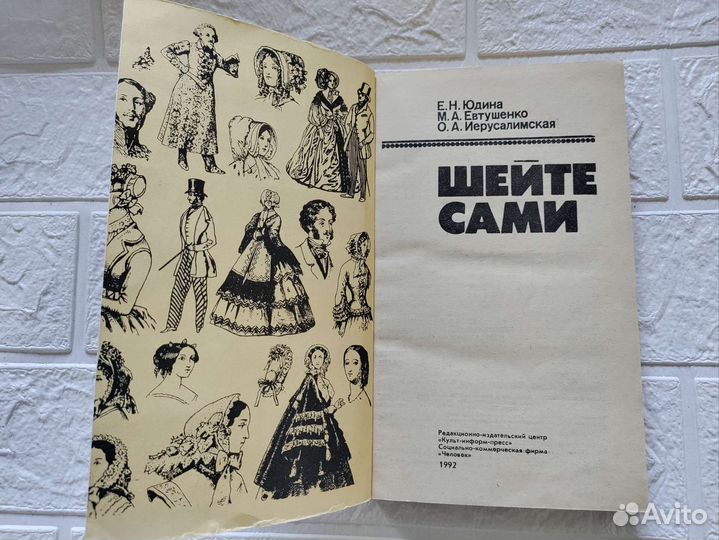 Е. Н. Юдина
М. А. Евтушенко
О. А. Иерусалимская
ШЕЙТЕ
САМИ
Редакционно-издательский центр
«Культ-информ-пресс»
Социально-коммерческая фирма
«Человек»
1992
Avito